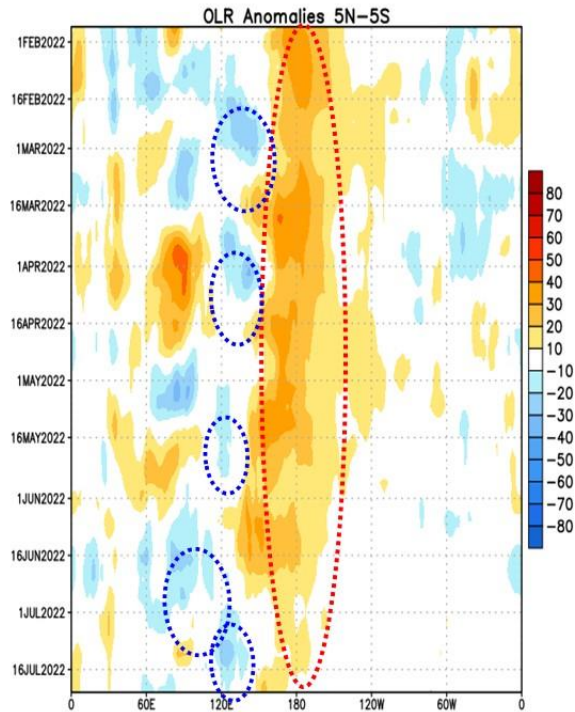 OLR Anomalies 5N-5S
1FEB2022
16FEB2022
1MAR2022
16MAR2022
1APR2022
16APR2022
1MAY2022
16MAY2022
1JUN2022
16JUN2022
1JUL2022
16JUL2022
0 60E 120E 180 120W 60W 0
80
70
60
50
40
30
20
10
-10
-20
-30
-40
-50
-60
-70
-80